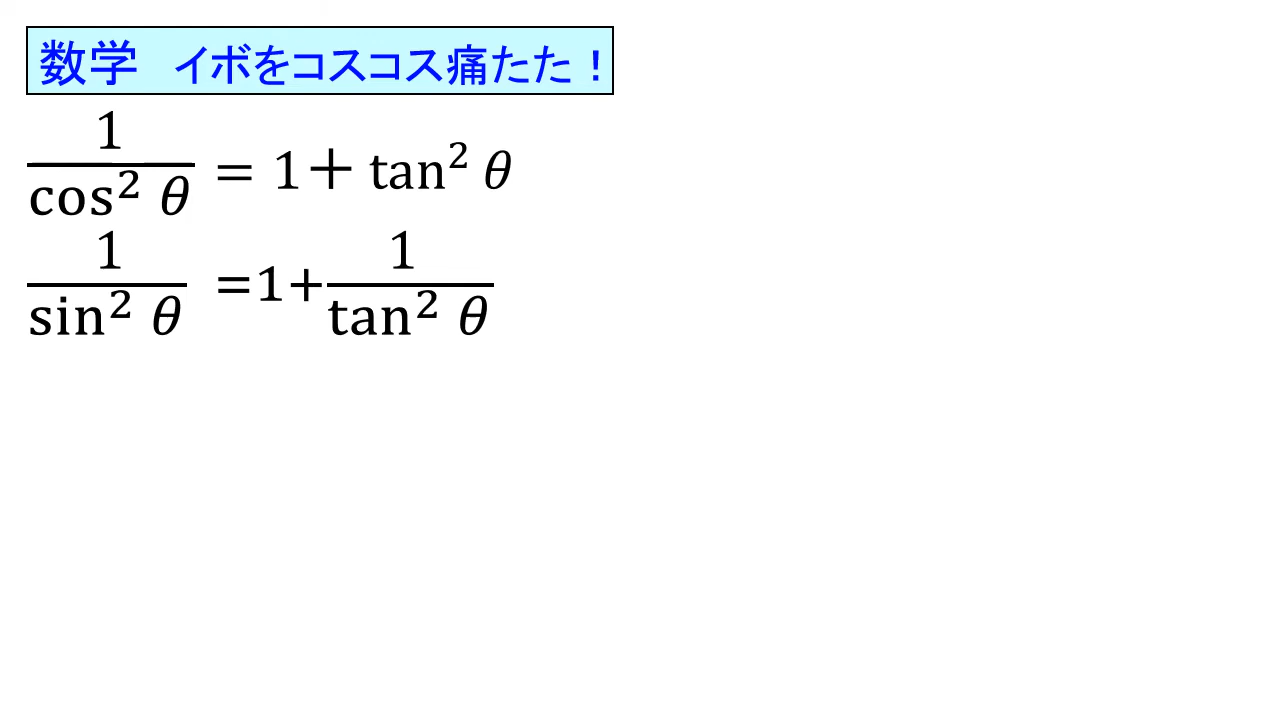 数学 イボをコスコス痛たた！
1/cos² θ = 1＋tan² θ
1/sin² θ =1+1/tan² θ